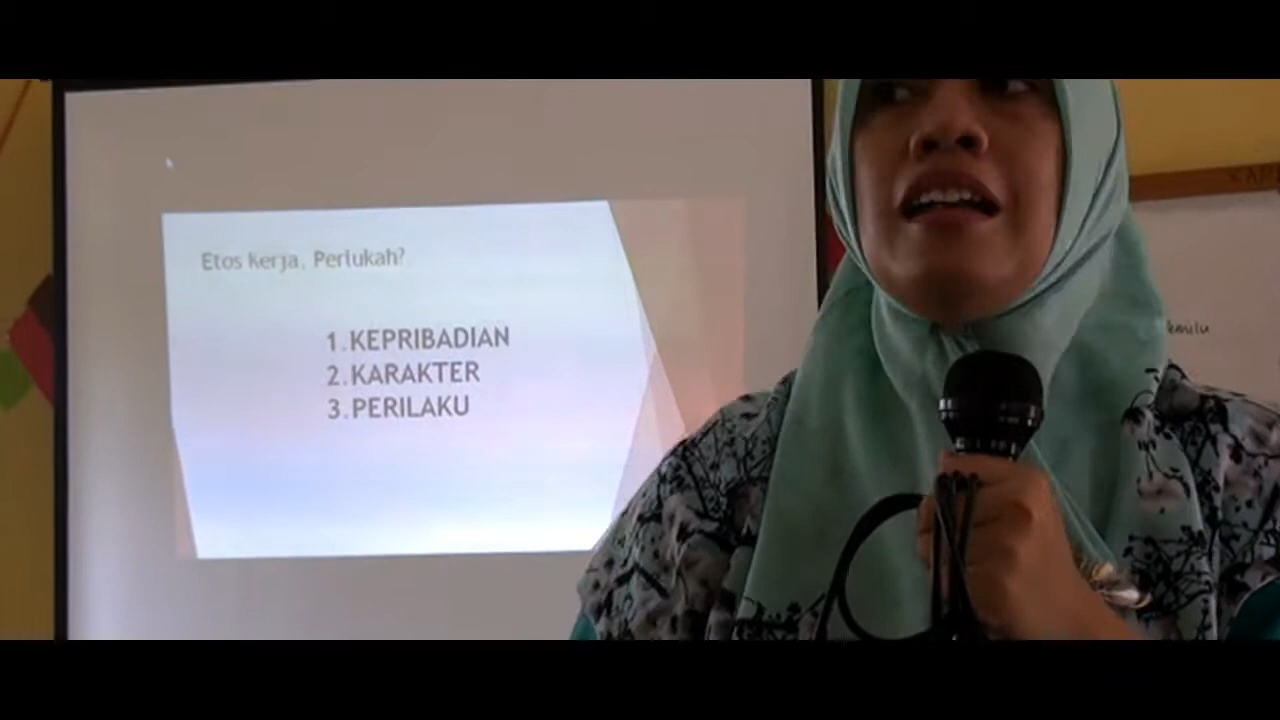 Etos Kerja, Perlukah?
1.KEPRIBADIAN
2.KARAKTER
3.PERILAKU